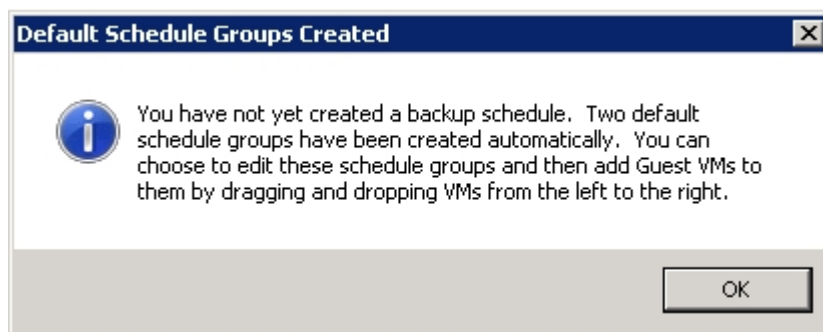 Default Schedule Groups Created
You have not yet created a backup schedule.  Two default
schedule groups have been created automatically.  You can
choose to edit these schedule groups and then add Guest VMs to
them by dragging and dropping VMs from the left to the right.
OK